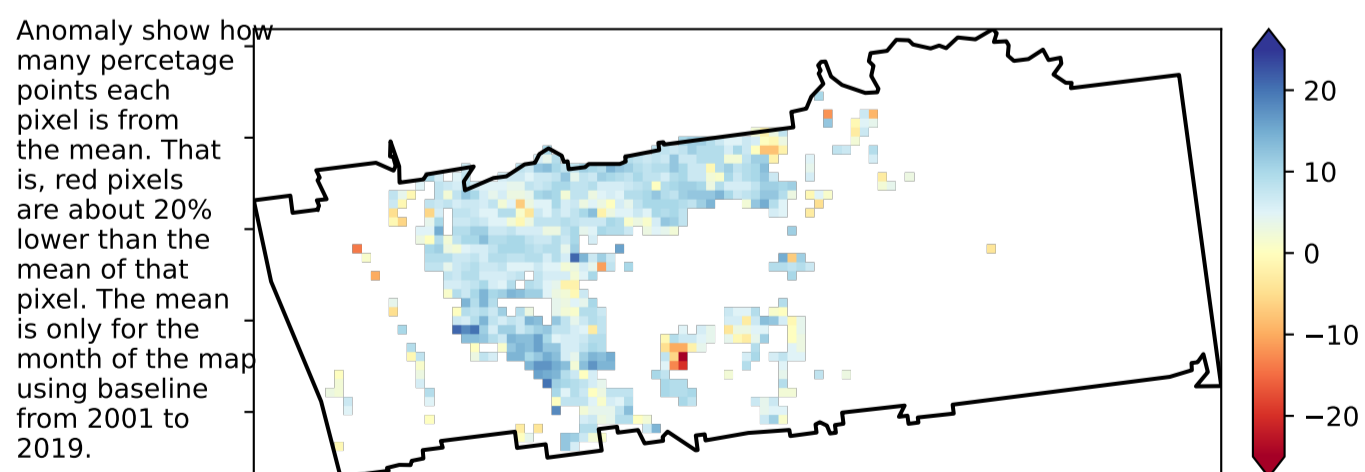 Anomaly show how
many percetage
points each
pixel is from
the mean. That
is, red pixels
are about 20%
lower than the
mean of that
pixel. The mean
is only for the
month of the map
using baseline
from 2001 to
2019.
20
10
0
−10
−20